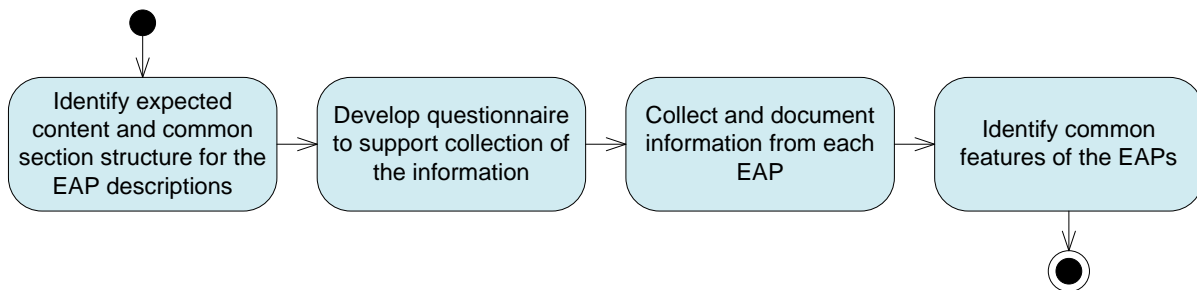 Identify expected
content and common
section structure for the
EAP descriptions
Develop questionnaire
to support collection of
the information
Collect and document
information from each
EAP
Identify common
features of the EAPs